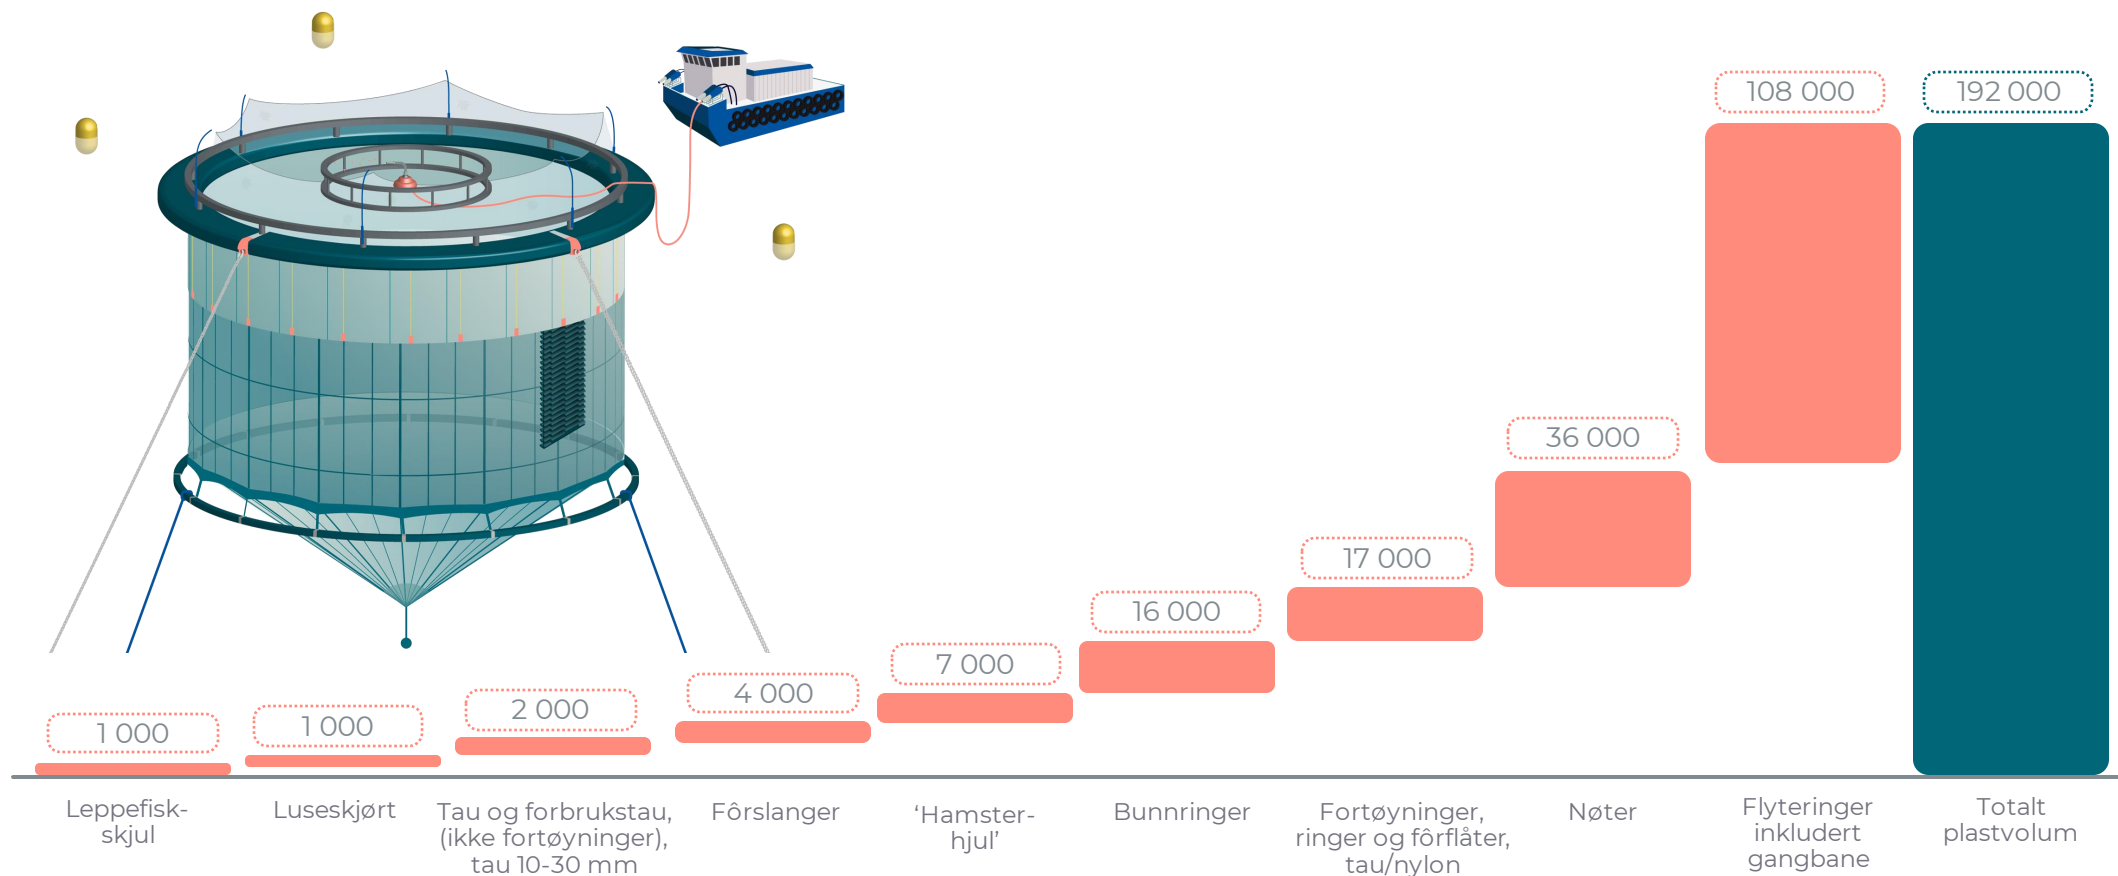 108 000
192 000
36 000
17 000
16 000
7 000
4 000
2 000
1 000
1 000
Leppefisk-
skjul
Luseskjørt
Tau og forbrukstau,
(ikke fortøyninger),
tau 10-30 mm
Fôrslanger
‘Hamster-
hjul’
Bunnringer
Fortøyninger,
ringer og fôrflåter,
tau/nylon
Nøter
Flyteringer
inkludert
gangbane
Totalt
plastvolum